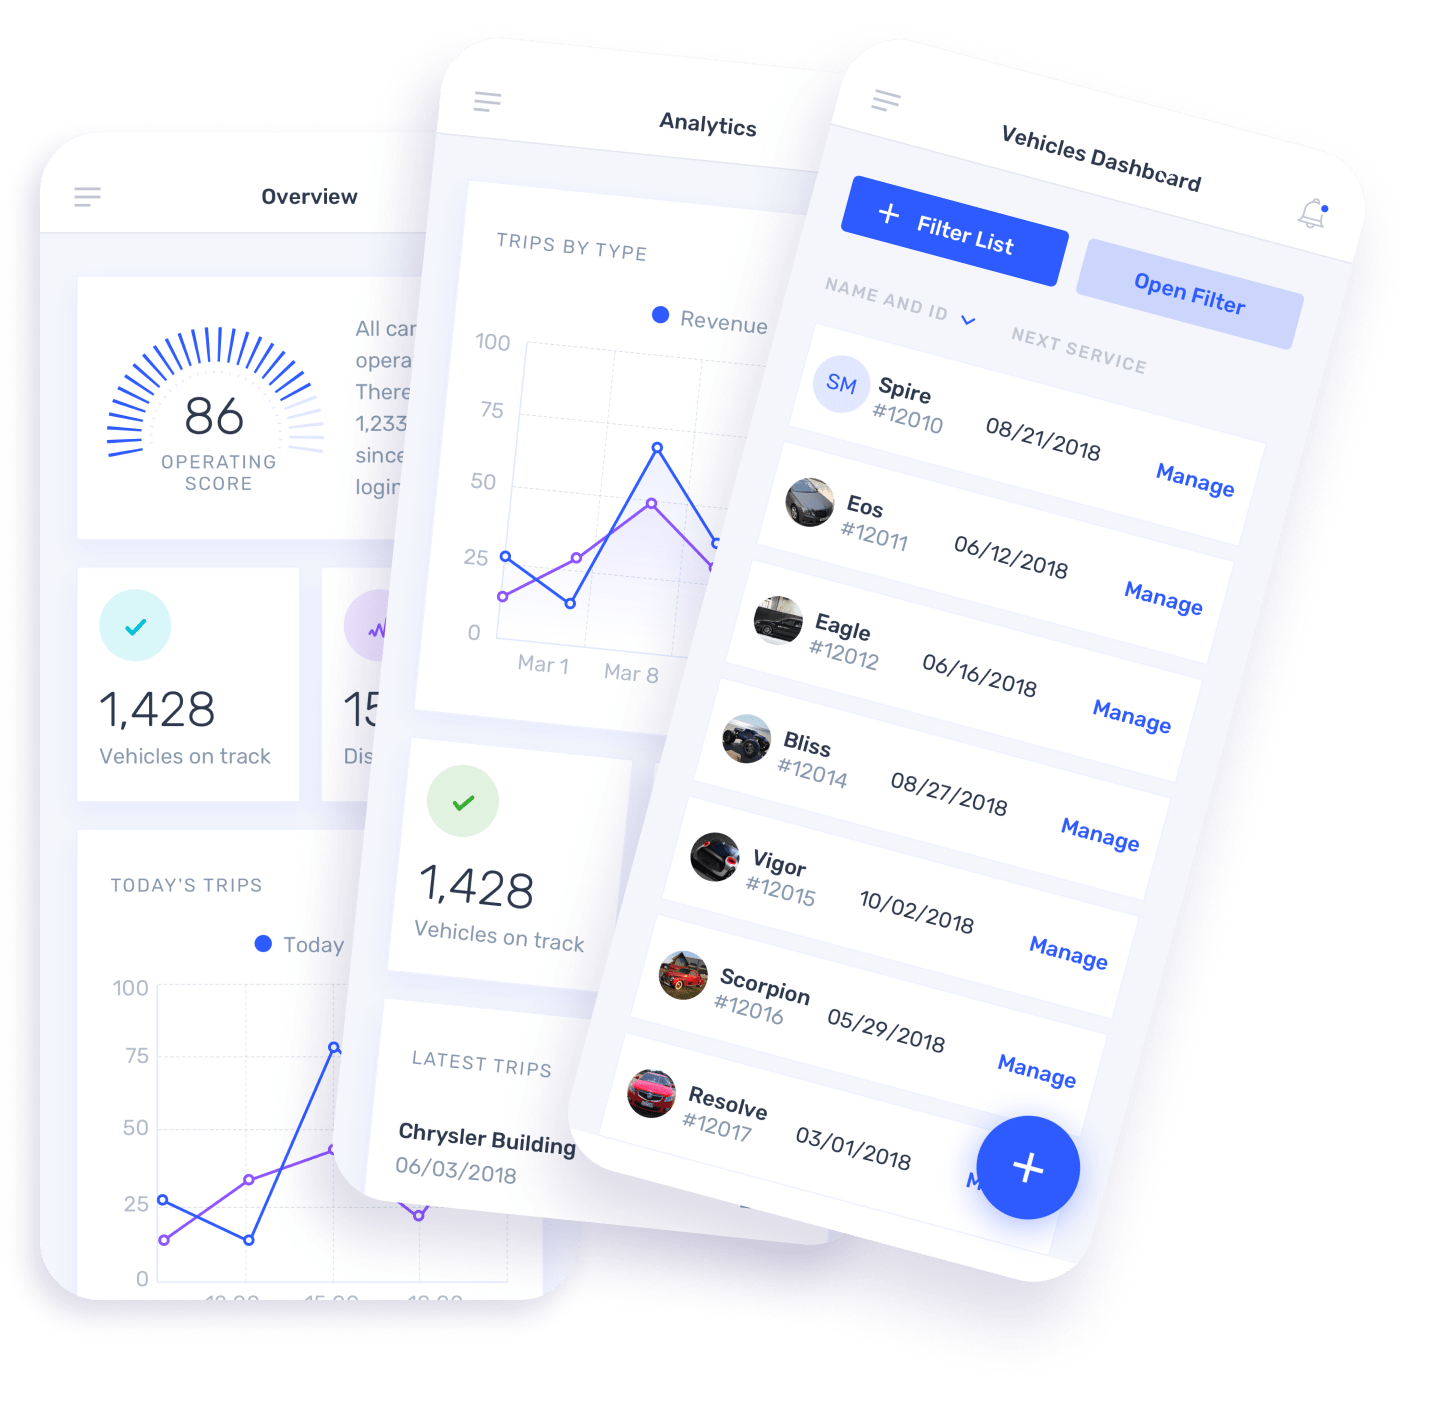 Overview
86
OPERATING
SCORE
All car
opera
There
1,233
since
login
1,428
Vehicles on track
15
Dis
TODAY'S TRIPS
Today
100
75
50
25
0
Analytics
TRIPS BY TYPE
Revenue
100
75
50
25
0
Mar 1 Mar 8
1,428
Vehicles on track
LATEST TRIPS
Chrysler Building
06/03/2018
Vehicles Dashboard
Filter List
Open Filter
NAME AND ID NEXT SERVICE
SM Spire
#12010
08/21/2018
Manage
Eos
#12011
06/12/2018
Manage
Eagle
#12012
06/16/2018
Manage
Bliss
#12014
08/27/2018
Manage
Vigor
#12015
10/02/2018
Manage
Scorpion
#12016
05/29/2018
Manage
Resolve
#12017
03/01/2018